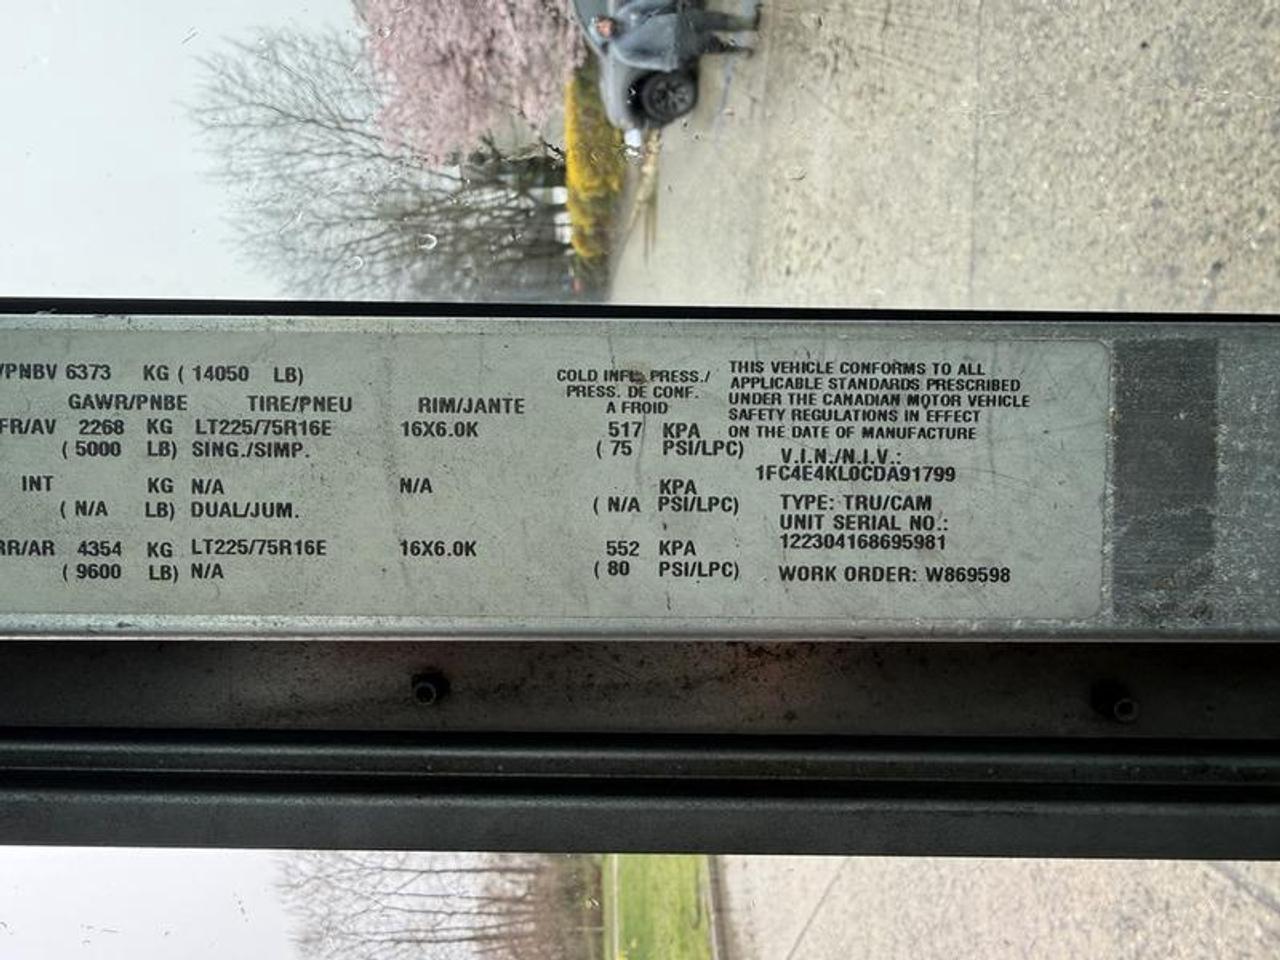 /PNBV 6373 KG ( 14050 LB)
GAWR/PNBE TIRE/PNEU RIM/JANTE COLD INFL. PRESS./ PRESS. DE CONF. A FROID
FR/AV 2268 KG LT225/75R16E 16X6.0K 517 KPA
( 5000 LB) SING./SIMP. ( 75 PSI/LPC)
INT KG N/A N/A KPA
( N/A LB) DUAL/JUM. ( N/A PSI/LPC)
RR/AR 4354 KG LT225/75R16E 16X6.0K 552 KPA
( 9600 LB) N/A ( 80 PSI/LPC)
THIS VEHICLE CONFORMS TO ALL
APPLICABLE STANDARDS PRESCRIBED
UNDER THE CANADIAN MOTOR VEHICLE
SAFETY REGULATIONS IN EFFECT
ON THE DATE OF MANUFACTURE
V.I.N./N.I.V.:
1FC4E4KL0CDA91799
TYPE: TRU/CAM
UNIT SERIAL NO.:
122304168695981
WORK ORDER: W869598